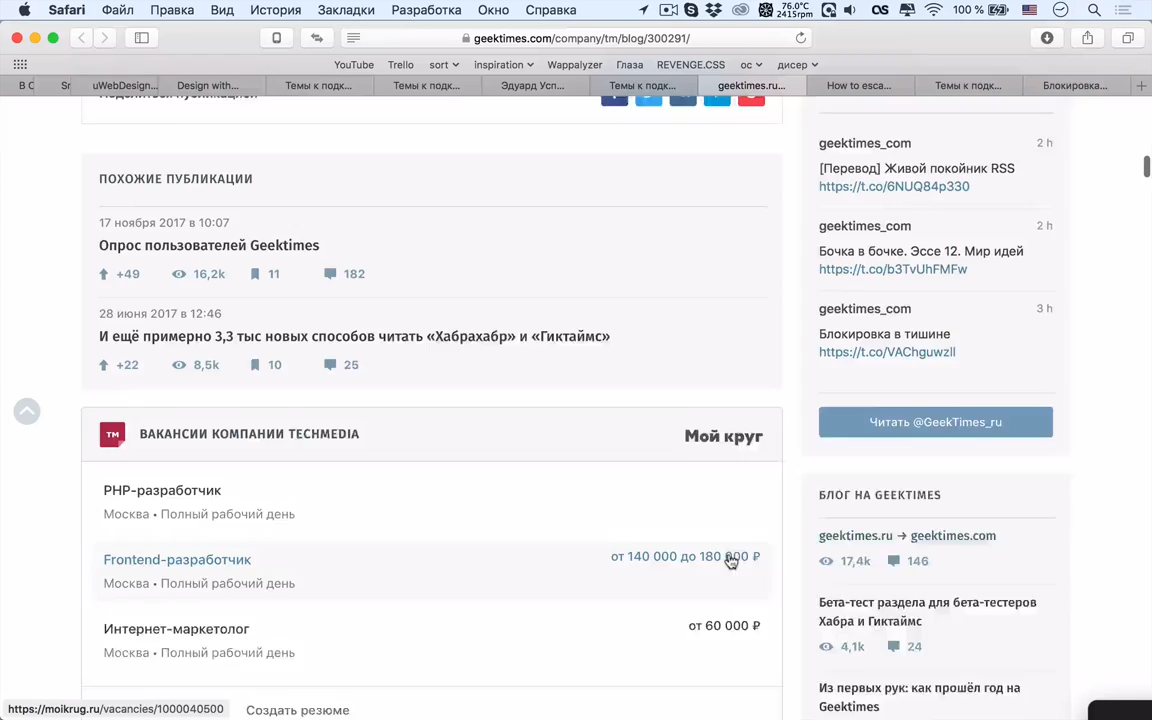 Safari Файл Правка Вид История Закладки Разработка Окно Справка
76.0°C
2415rpm
100 %
geektimes.com/company/tm/blog/300291/
YouTube Trello sort inspiration Wappalyzer Глаза REVENGE.CSS ос дисер
uWebDesign... Design with... Темы к подк... Темы к подк... Эдуард Усп... Темы к подк... geektimes.ru... How to esca... Темы к подк... Блокировка...
ПОХОЖИЕ ПУБЛИКАЦИИ
17 ноября 2017 в 10:07
Опрос пользователей Geektimes
+49 16,2k 11 182
28 июня 2017 в 12:46
И ещё примерно 3,3 тыс новых способов читать «Хабрахабр» и «Гиктаймс»
+22 8,5k 10 25
ТМ ВАКАНСИИ КОМПАНИИ TECHMEDIA Мой круг
PHP-разработчик
Москва • Полный рабочий день
Frontend-разработчик от 140 000 до 180 000 ₽
Москва • Полный рабочий день
Интернет-маркетолог от 60 000 ₽
Москва • Полный рабочий день
Создать резюме
https://moikrug.ru/vacancies/1000040500
geektimes_com 2 h
[Перевод] Живой покойник RSS
https://t.co/6NUQ84p330
geektimes_com 2 h
Бочка в бочке. Эссе 12. Мир идей
https://t.co/b3TvUhFMFw
geektimes_com 3 h
Блокировка в тишине
https://t.co/VAChguwzII
Читать @GeekTimes_ru
БЛОГ НА GEEKTIMES
geektimes.ru → geektimes.com
17,4k 146
Бета-тест раздела для бета-тестеров
Хабра и Гиктаймс
4,1k 24
Из первых рук: как прошёл год на
Geektimes